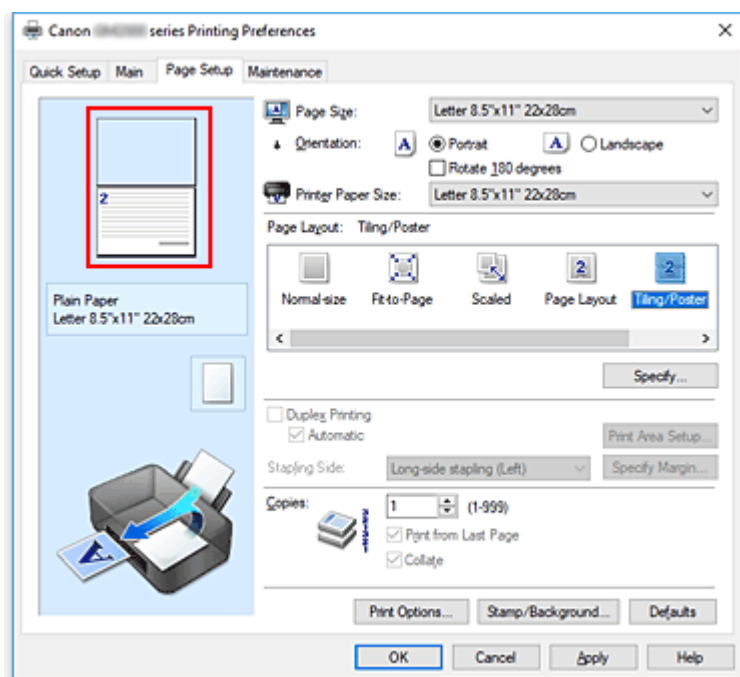 Canon series Printing Preferences
Quick Setup Main Page Setup Maintenance
2
Plain Paper
Letter 8.5"x11" 22x28cm
A
Page Size: Letter 8.5"x11" 22x28cm
Orientation: A Portrait A Landscape
Rotate 180 degrees
Printer Paper Size: Letter 8.5"x11" 22x28cm
Page Layout: Tiling/Poster
2 2
Normal-size Fit-to-Page Scaled Page Layout Tiling/Poster
Specify...
Duplex Printing
Automatic Print Area Setup...
Stapling Side: Long-side stapling (Left) Specify Margin...
Copies: 1 (1-999)
Print from Last Page
Collate
Print Options... Stamp/Background... Defaults
OK Cancel Apply Help